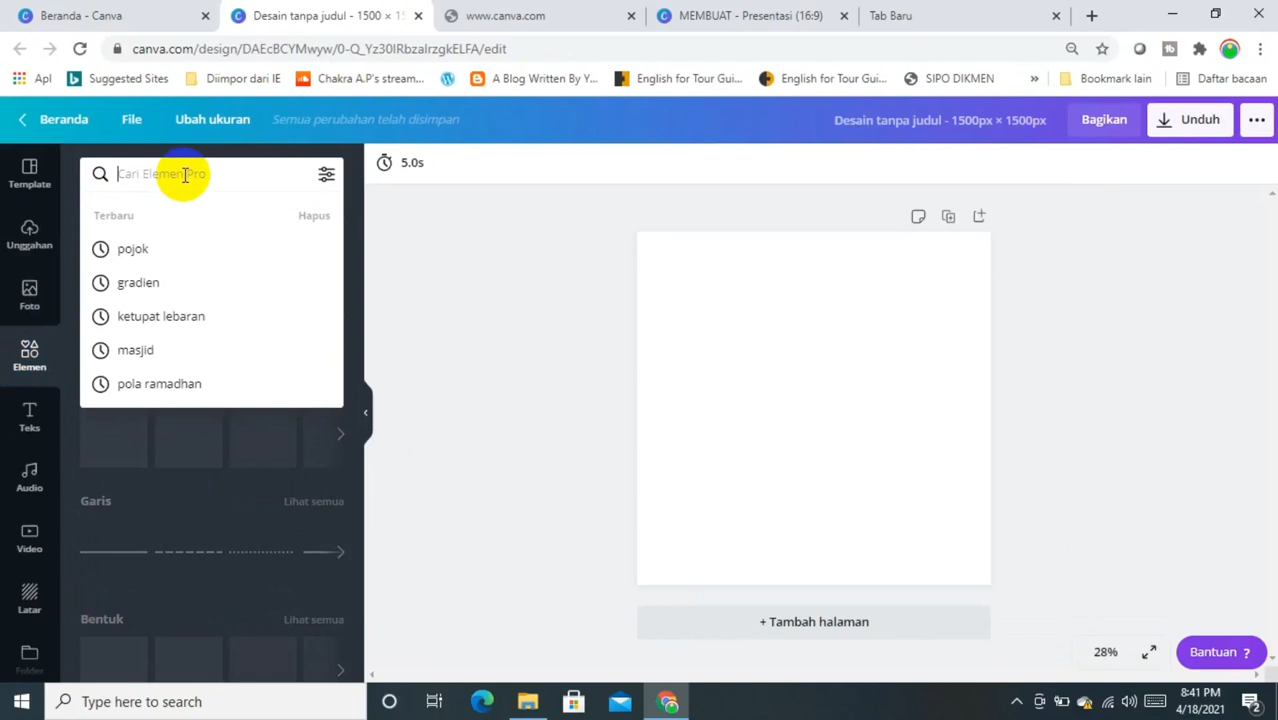 Beranda - Canva
Desain tanpa judul - 1500 × 15
www.canva.com
MEMBUAT - Presentasi (16:9)
Tab Baru
canva.com/design/DAEcBCYMwyw/0-Q_Yz30IRbzalrzgkELFA/edit
Apl
Suggested Sites
Diimpor dari IE
Chakra A.P's stream...
A Blog Written By Y...
English for Tour Gui...
English for Tour Gui...
SIPO DIKMEN
»
Bookmark lain
Daftar bacaan
Beranda
File
Ubah ukuran
Semua perubahan telah disimpan
Desain tanpa judul - 1500px × 1500px
Bagikan
Unduh
Template
Unggahan
Foto
Elemen
Teks
Audio
Video
Latar
Folder
Cari Elemen Pro
Terbaru
Hapus
pojok
gradien
ketupat lebaran
masjid
pola ramadhan
Garis
Lihat semua
Bentuk
Lihat semua
5.0s
+ Tambah halaman
28%
Bantuan ?
Type here to search
8:41 PM
4/18/2021
2